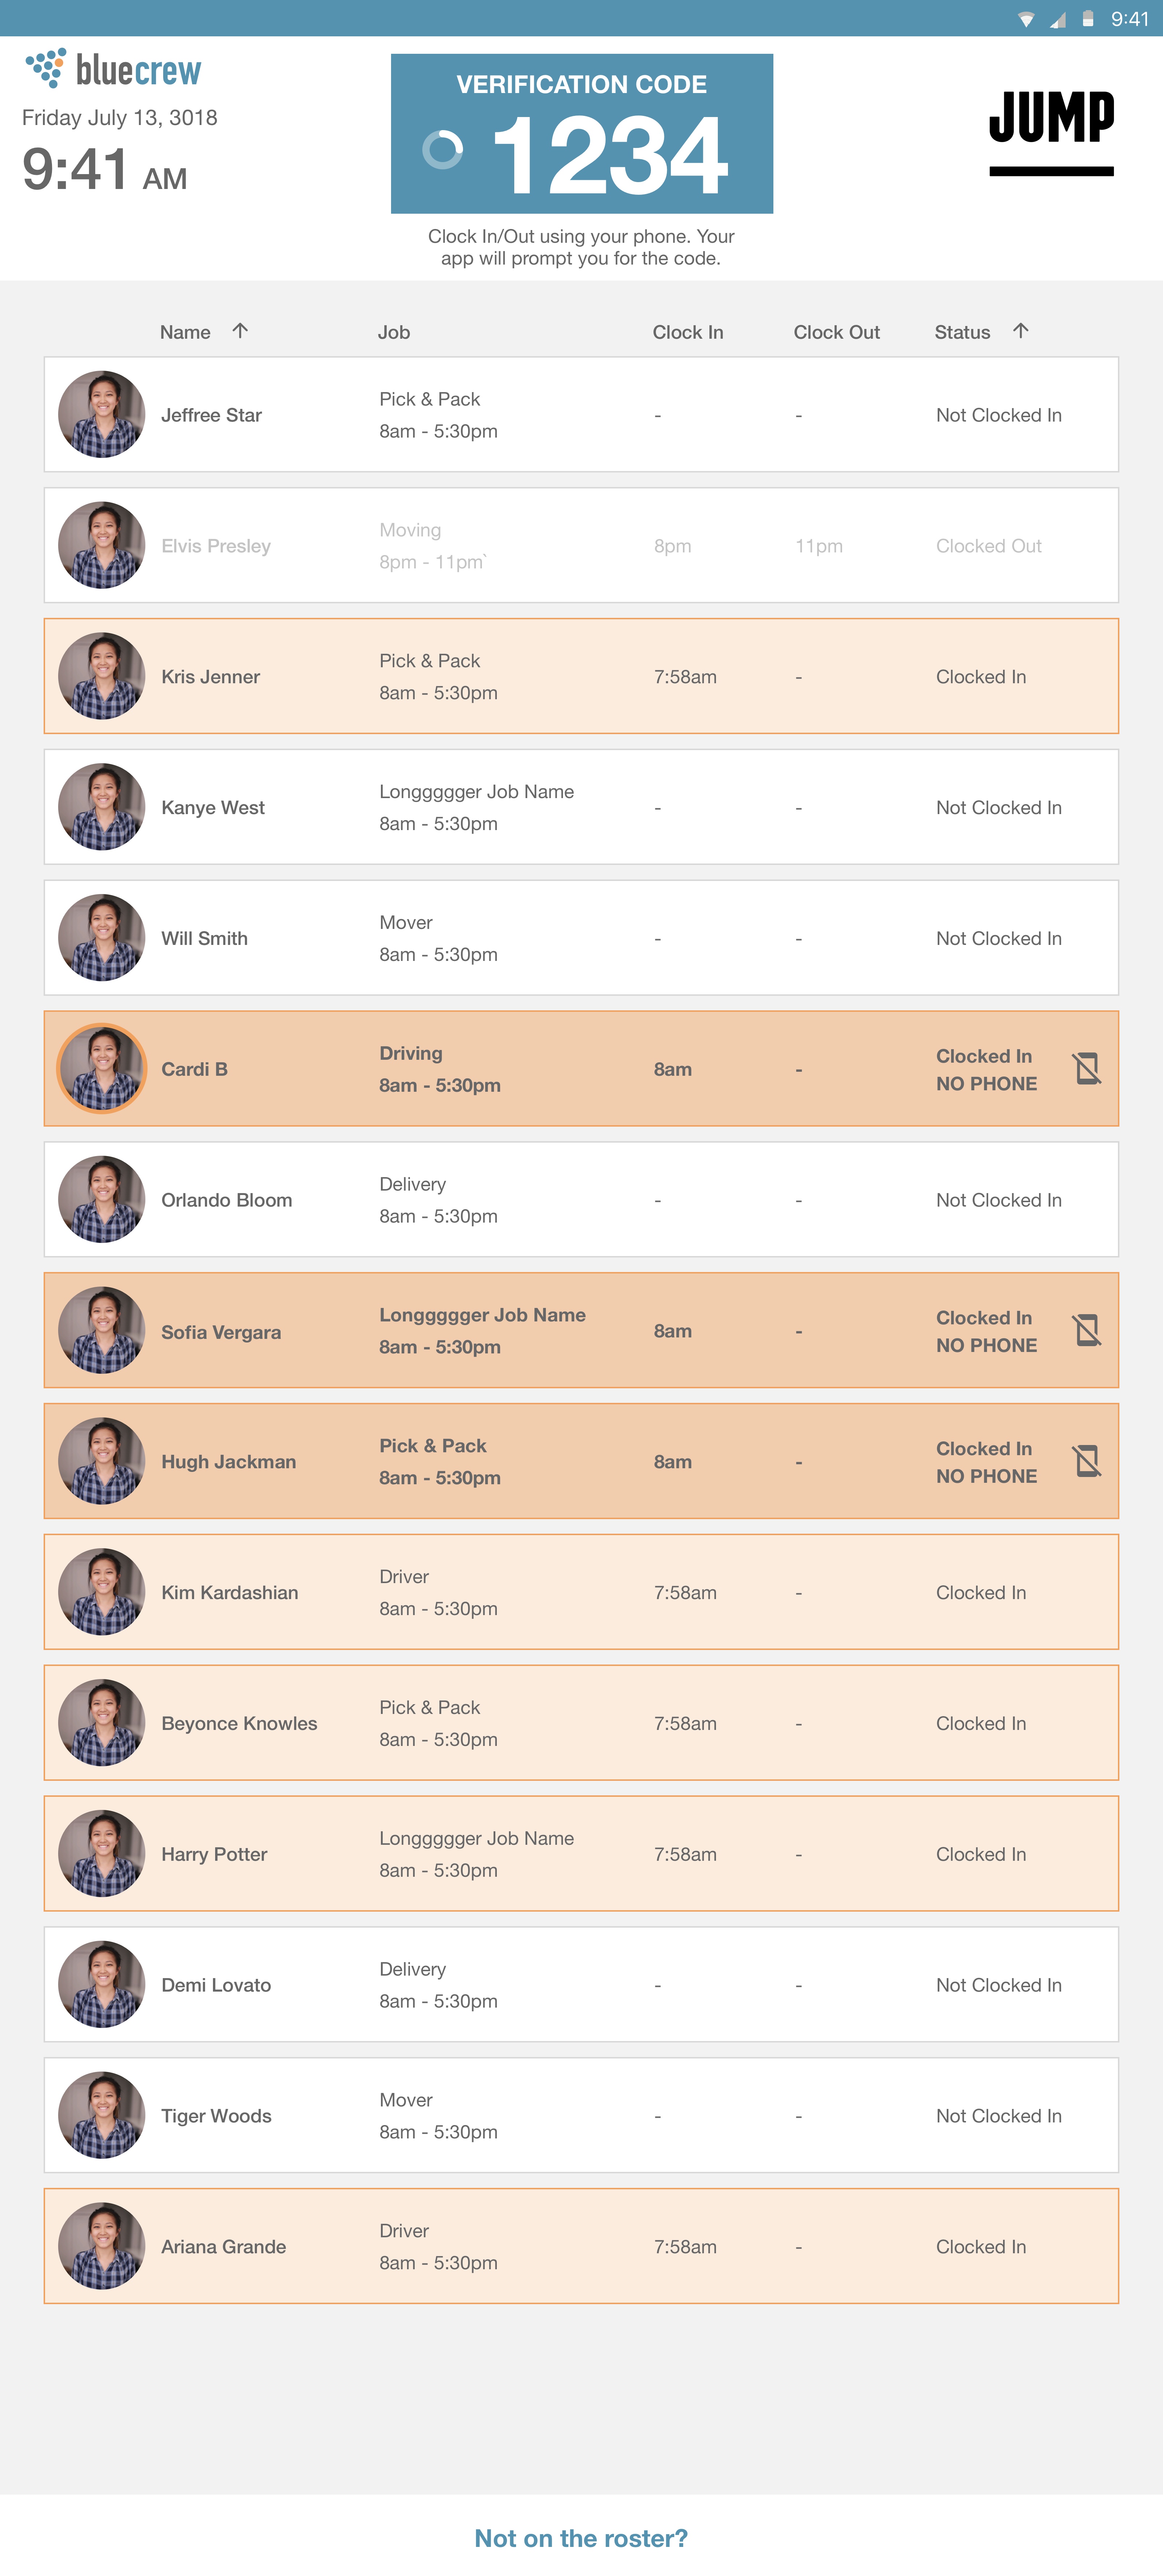 9:41
bluecrew
Friday July 13, 3018
9:41 AM
VERIFICATION CODE
1234
Clock In/Out using your phone. Your
app will prompt you for the code.
JUMP
Name Job Clock In Clock Out Status
Jeffree Star
Pick & Pack
8am - 5:30pm
-
-
Not Clocked In
Elvis Presley
Moving
8pm - 11pm`
8pm
11pm
Clocked Out
Kris Jenner
Pick & Pack
8am - 5:30pm
7:58am
-
Clocked In
Kanye West
Longgggger Job Name
8am - 5:30pm
-
-
Not Clocked In
Will Smith
Mover
8am - 5:30pm
-
-
Not Clocked In
Cardi B
Driving
8am - 5:30pm
8am
-
Clocked In
NO PHONE
Orlando Bloom
Delivery
8am - 5:30pm
-
-
Not Clocked In
Sofia Vergara
Longgggger Job Name
8am - 5:30pm
8am
-
Clocked In
NO PHONE
Hugh Jackman
Pick & Pack
8am - 5:30pm
8am
-
Clocked In
NO PHONE
Kim Kardashian
Driver
8am - 5:30pm
7:58am
-
Clocked In
Beyonce Knowles
Pick & Pack
8am - 5:30pm
7:58am
-
Clocked In
Harry Potter
Longgggger Job Name
8am - 5:30pm
7:58am
-
Clocked In
Demi Lovato
Delivery
8am - 5:30pm
-
-
Not Clocked In
Tiger Woods
Mover
8am - 5:30pm
-
-
Not Clocked In
Ariana Grande
Driver
8am - 5:30pm
7:58am
-
Clocked In
Not on the roster?